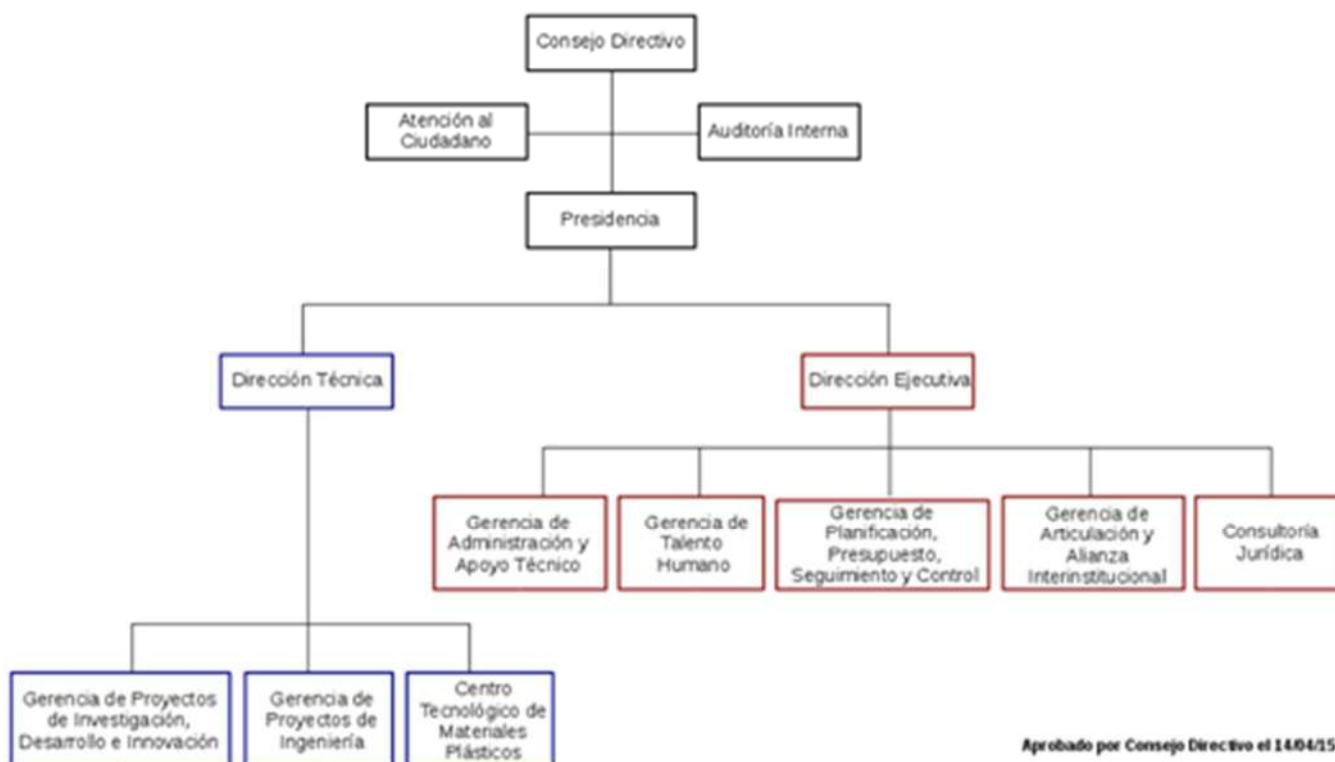 Consejo Directivo
Atención al
Ciudadano
Auditoría Interna
Presidencia
Dirección Técnica
Dirección Ejecutiva
Gerencia de
Administración y
Apoyo Técnico
Gerencia de
Talento
Humano
Gerencia de
Planificación,
Presupuesto,
Seguimiento y Control
Gerencia de
Articulación y
Alianza
Interinstitucional
Consultoría
Jurídica
Gerencia de Proyectos
de Investigación,
Desarrollo e Innovación
Gerencia de
Proyectos de
Ingeniería
Centro
Tecnológico de
Materiales
Plásticos
Aprobado por Consejo Directivo el 14/04/15